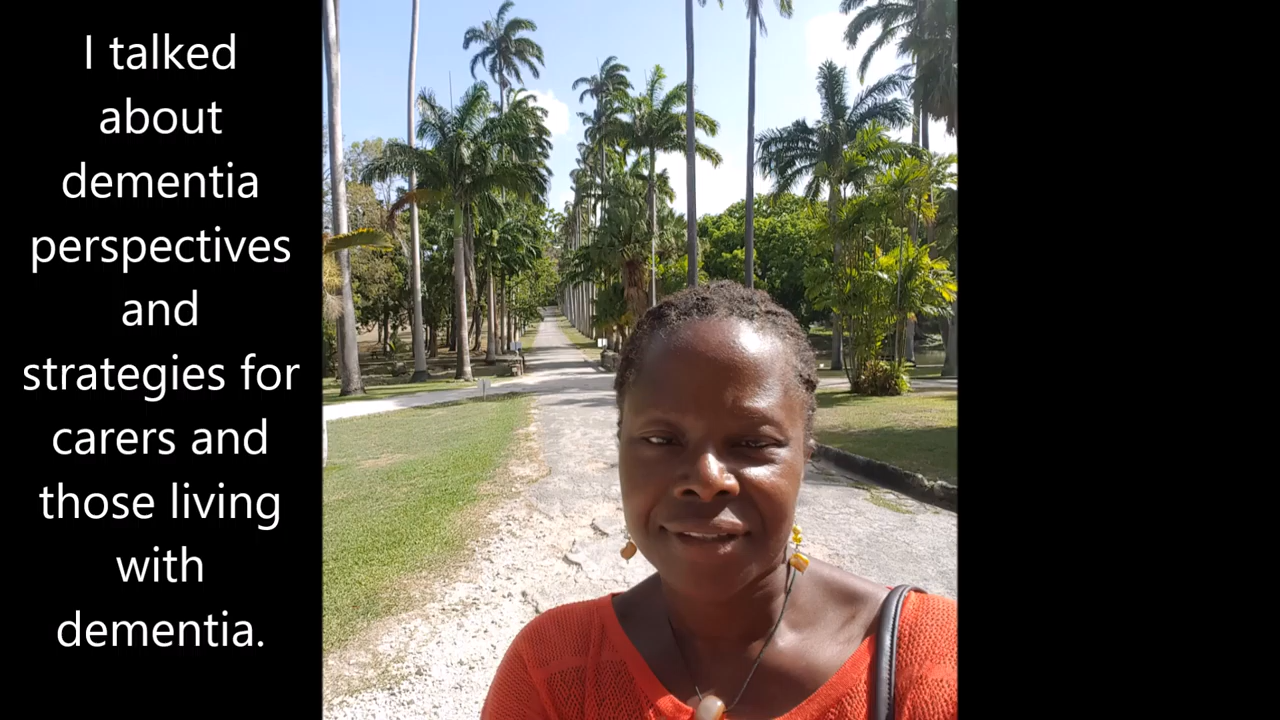 I talked
about
dementia
perspectives
and
strategies for
carers and
those living
with
dementia.